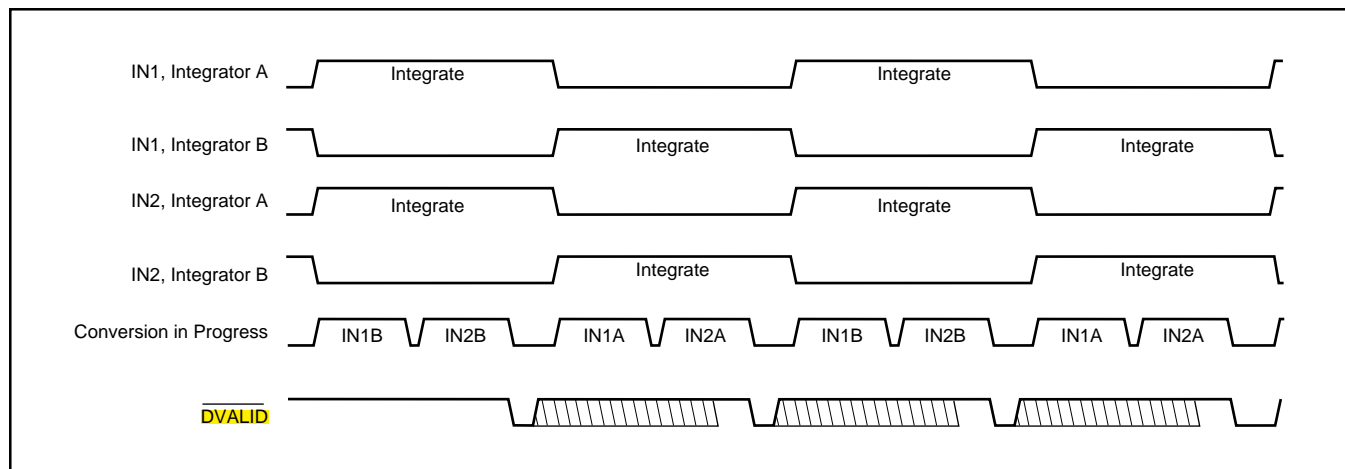 IN1, Integrator A
Integrate
Integrate
IN1, Integrator B
Integrate
Integrate
IN2, Integrator A
Integrate
Integrate
IN2, Integrator B
Integrate
Integrate
Conversion in Progress
IN1B
IN2B
IN1A
IN2A
IN1B
IN2B
IN1A
IN2A
DVALID